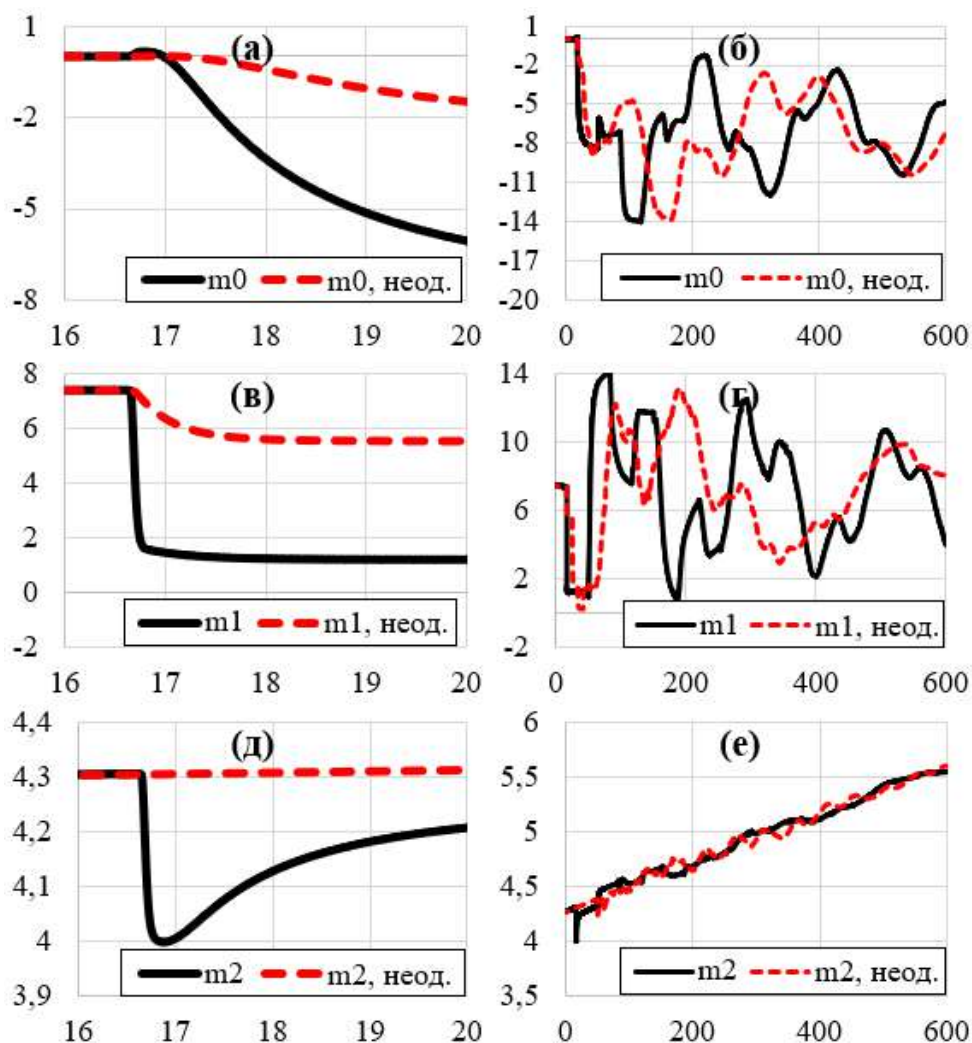 1
-2
-5
-8
(а)
m0 m0, неод.
16 17 18 19 20
1
-2
-5
-8
-11
-14
-17
-20
(б)
m0 m0, неод.
0 200 400 600
8
6
4
2
0
-2
(в)
m1 m1, неод.
16 17 18 19 20
14
10
6
2
-2
(г)
m1 m1, неод.
0 200 400 600
4,4
4,3
4,2
4,1
4
3,9
(д)
m2 m2, неод.
16 17 18 19 20
6
5,5
5
4,5
4
3,5
(е)
m2 m2, неод.
0 200 400 600